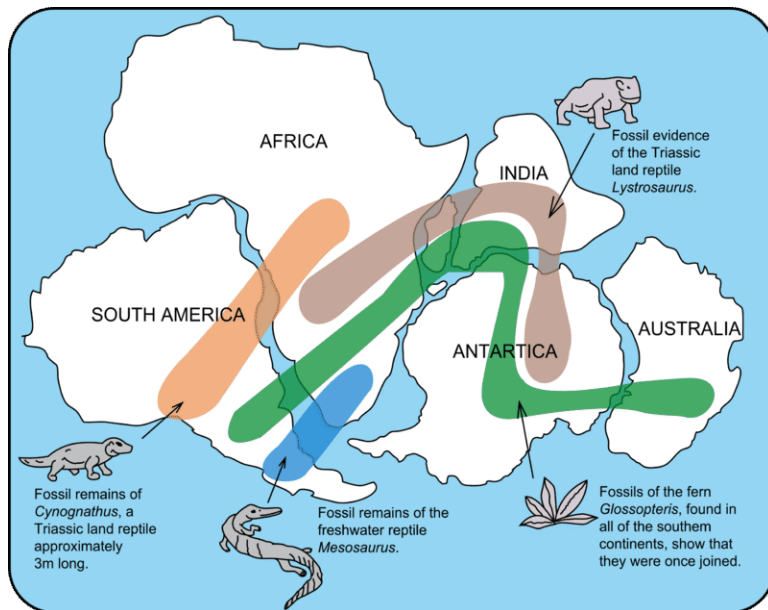 AFRICA
INDIA
Fossil evidence
of the Triassic
land reptile
Lystrosaurus.
SOUTH AMERICA
ANTARTICA
AUSTRALIA
Fossil remains of
Cynognathus, a
Triassic land reptile
approximately
3m long.
Fossil remains of the
freshwater reptile
Mesosaurus.
Fossils of the fern
Glossopteris, found in
all of the southem
continents, show that
they were once joined.